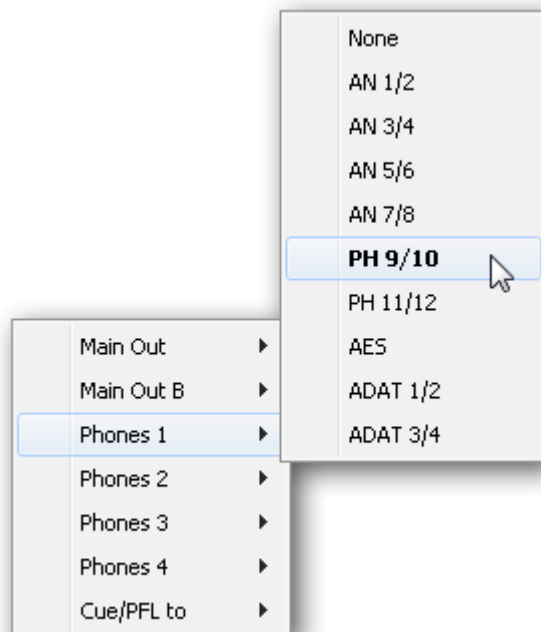 None
AN 1/2
AN 3/4
AN 5/6
AN 7/8
PH 9/10
PH 11/12
AES
ADAT 1/2
ADAT 3/4
Main Out
Main Out B
Phones 1
Phones 2
Phones 3
Phones 4
Cue/PFL to